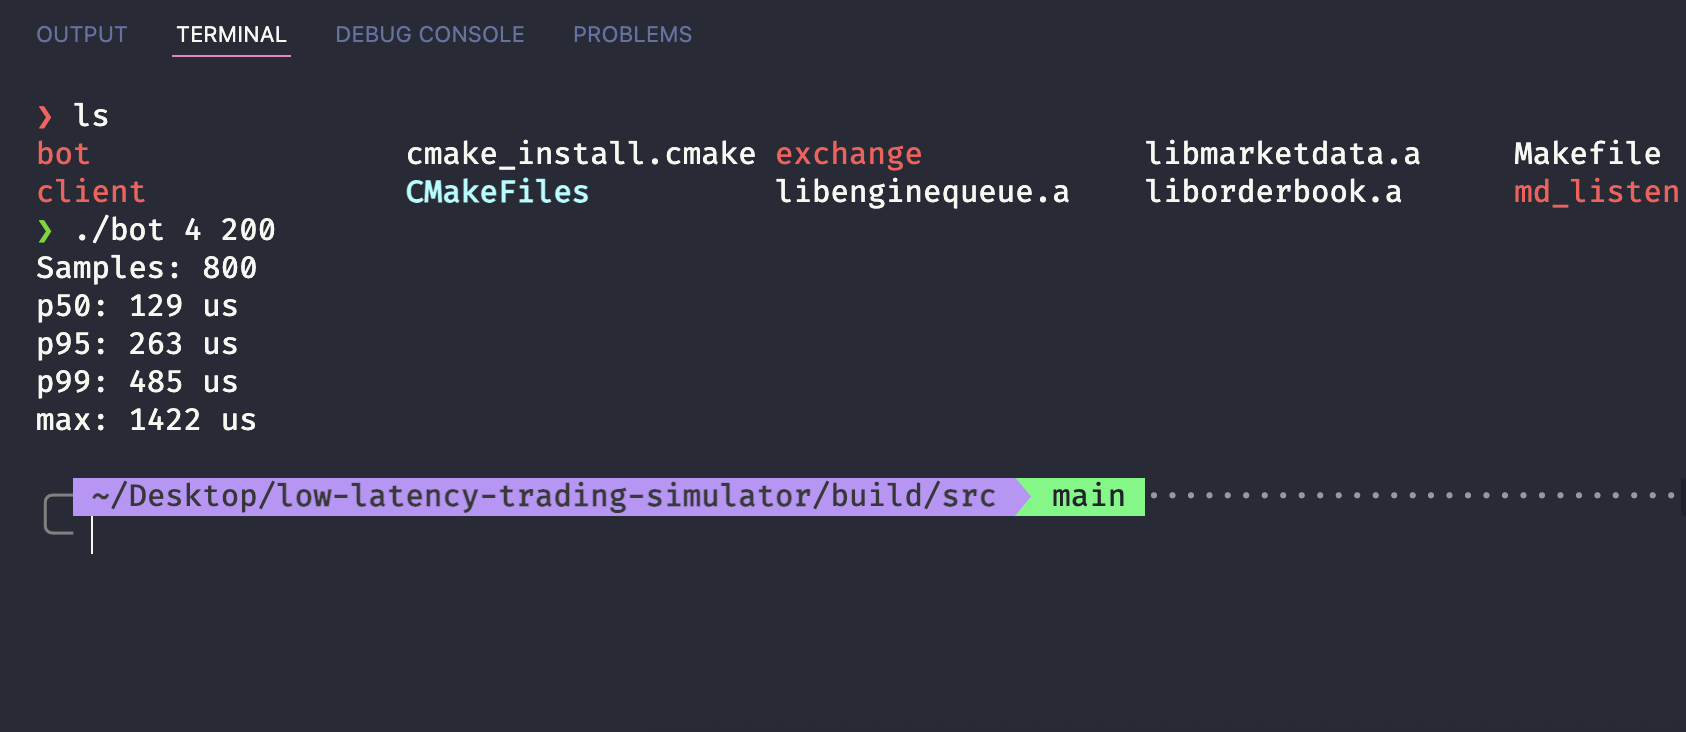 OUTPUT TERMINAL DEBUG CONSOLE PROBLEMS
❯ ls
bot cmake_install.cmake exchange libmarketdata.a Makefile
client CMakeFiles libenginequeue.a liborderbook.a md_listen
❯ ./bot 4 200
Samples: 800
p50: 129 us
p95: 263 us
p99: 485 us
max: 1422 us
~/Desktop/low-latency-trading-simulator/build/src main